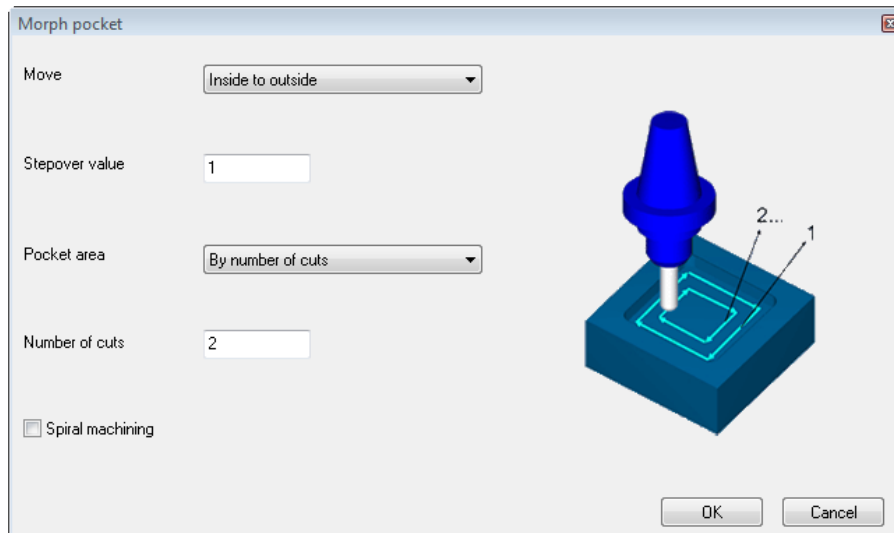 Morph pocket
Move
Inside to outside
Stepover value
1
Pocket area
By number of cuts
Number of cuts
2
Spiral machining
2...
1
OK
Cancel